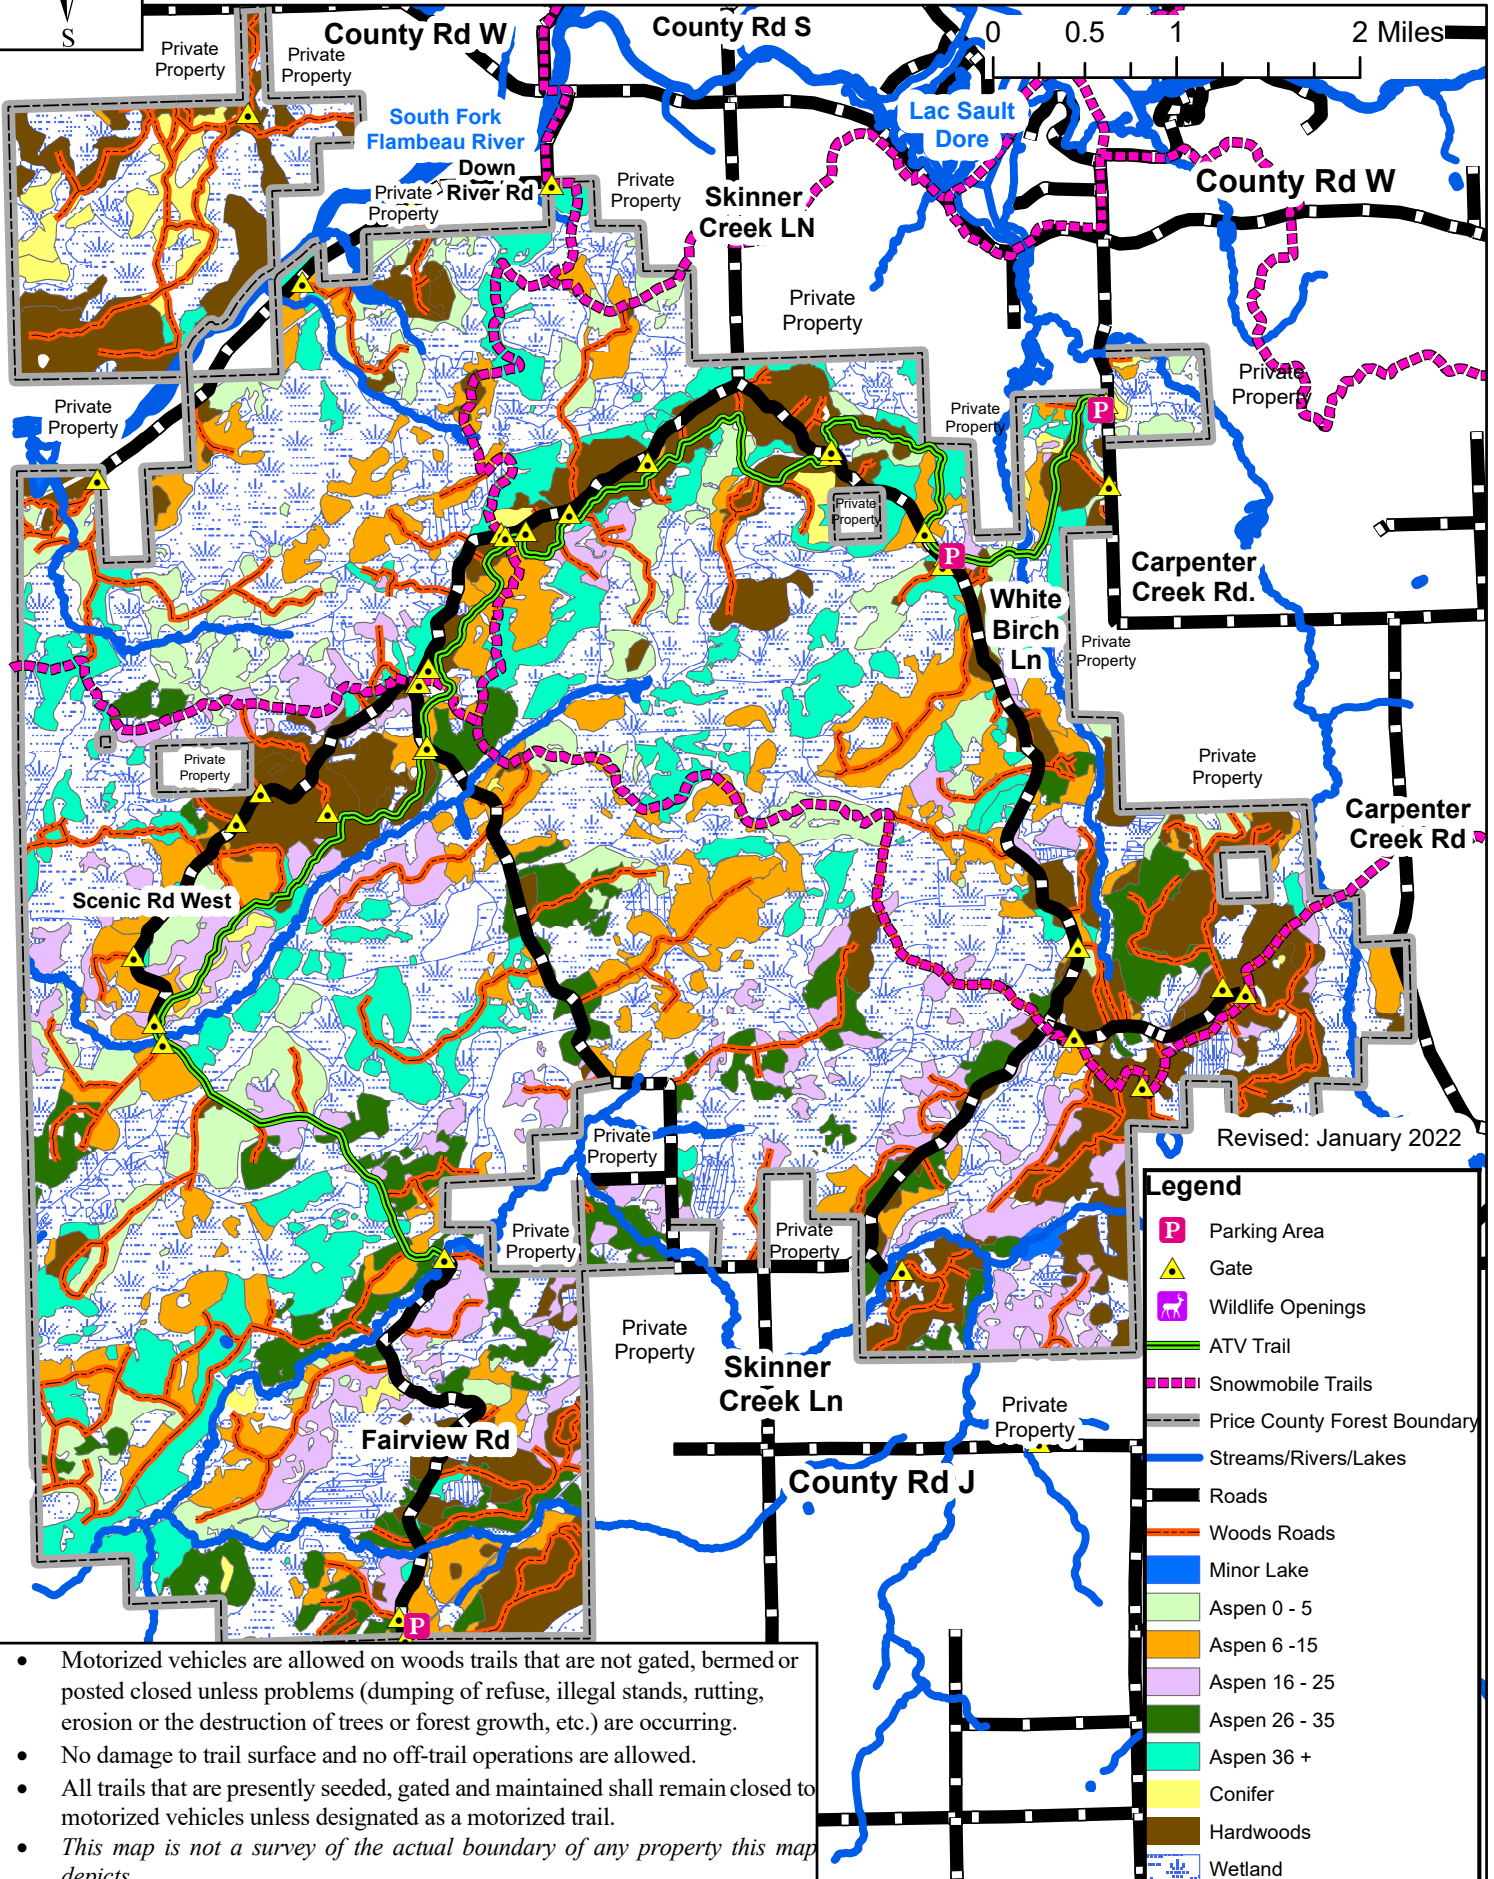 S
County Rd W
County Rd S
0
0.5
1
2 Miles
Private
Property
Private
Property
South Fork
Flambeau River
Lac Sault
Dore
Down
River Rd
Private
Property
Private
Property
Skinner
Creek LN
County Rd W
Private
Property
Private
Property
Private
Property
Private
Property
P
Private
Property
P
Carpenter
Creek Rd.
White
Birch
Ln
Private
Property
Private
Property
Private
Property
Carpenter
Creek Rd
Scenic Rd West
Private
Property
Revised: January 2022
Private
Property
Private
Property
Private
Property
Skinner
Creek Ln
Private
Property
Fairview Rd
County Rd J
P
Legend
P Parking Area
Gate
Wildlife Openings
ATV Trail
Snowmobile Trails
Price County Forest Boundary
Streams/Rivers/Lakes
Roads
Woods Roads
Minor Lake
Aspen 0 - 5
Aspen 6 -15
Aspen 16 - 25
Aspen 26 - 35
Aspen 36 +
Conifer
Hardwoods
Wetland
• Motorized vehicles are allowed on woods trails that are not gated, bermed or
posted closed unless problems (dumping of refuse, illegal stands, rutting,
erosion or the destruction of trees or forest growth, etc.) are occurring.
• No damage to trail surface and no off-trail operations are allowed.
• All trails that are presently seeded, gated and maintained shall remain closed to
motorized vehicles unless designated as a motorized trail.
• This map is not a survey of the actual boundary of any property this map
depicts